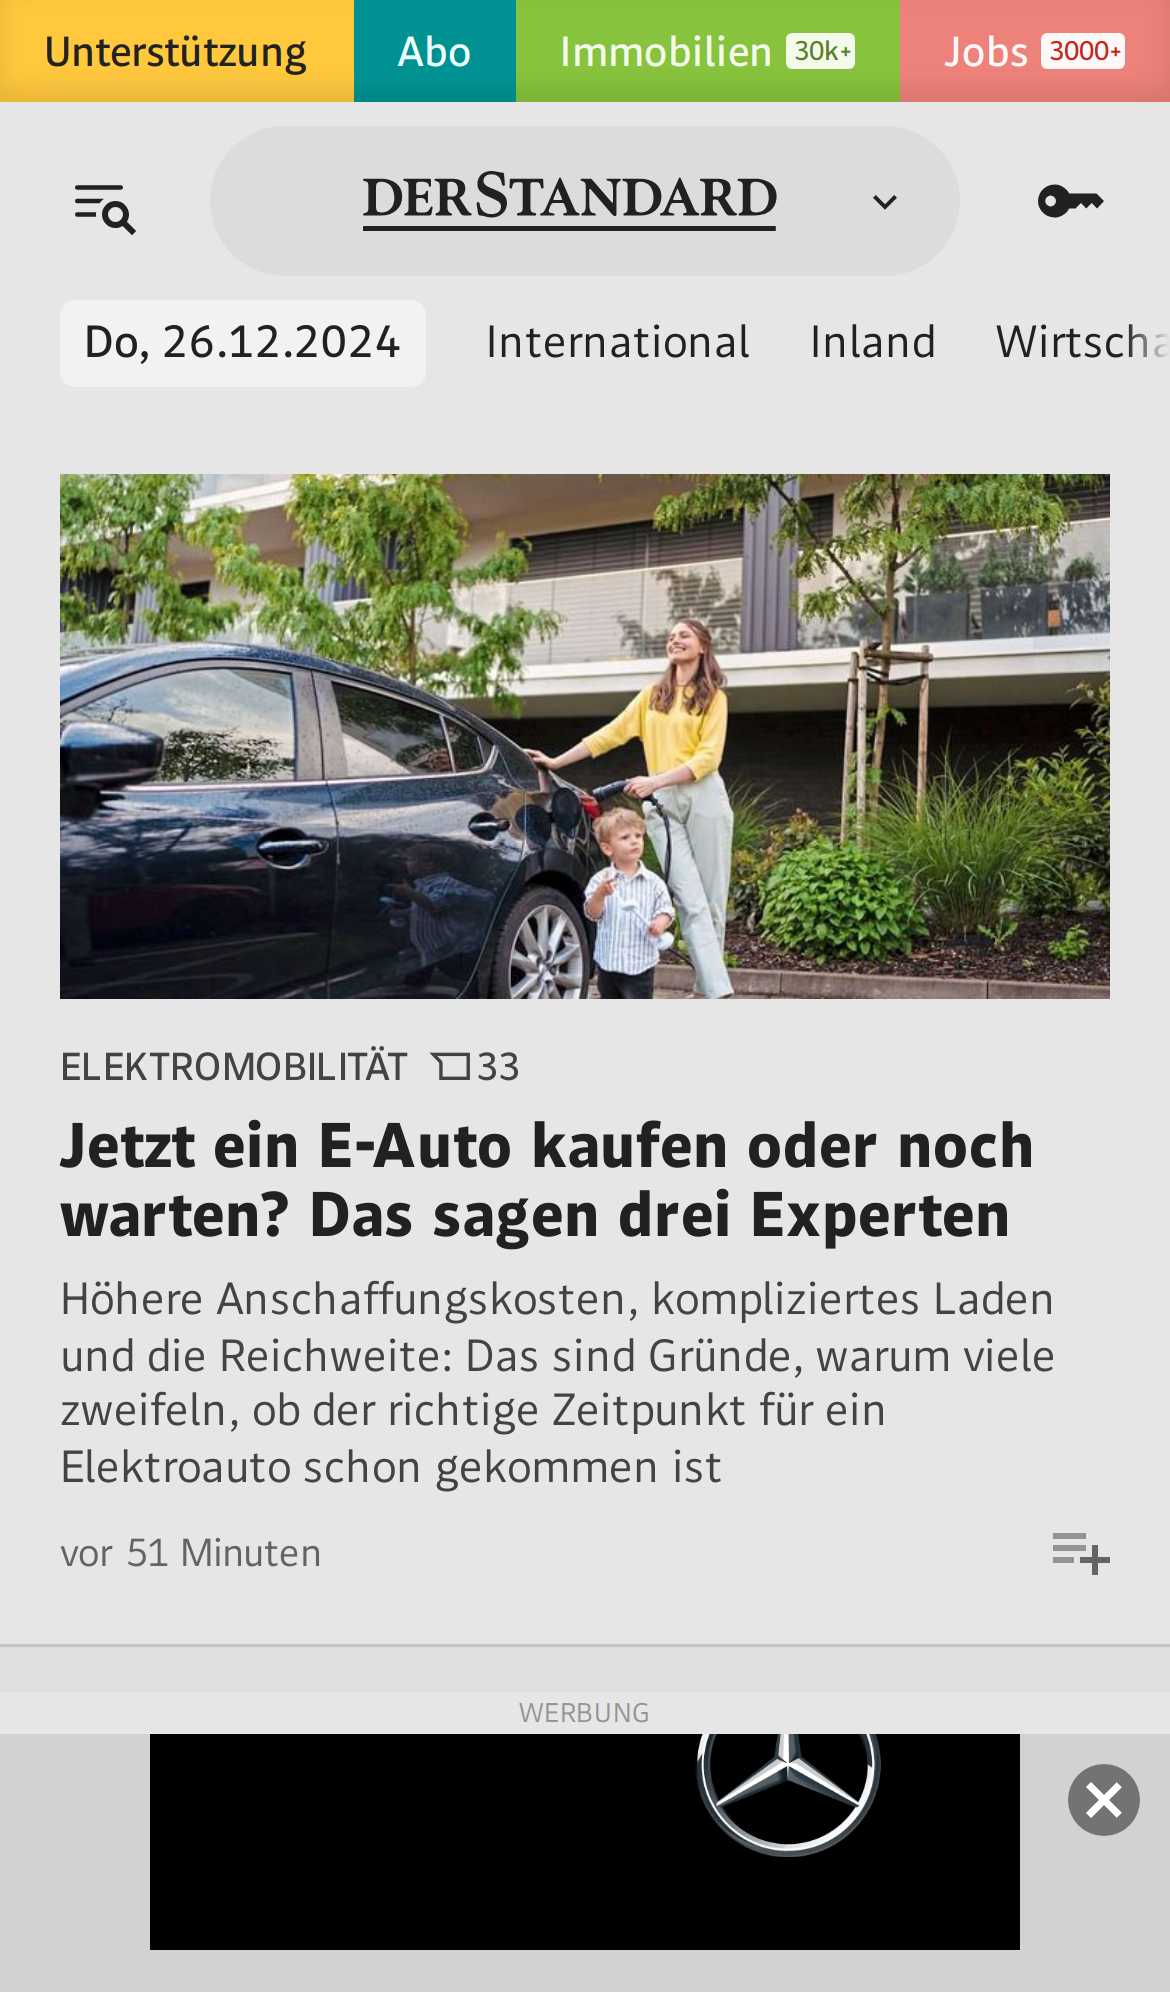 Unterstützung Abo Immobilien 30k+ Jobs 3000+
DERSTANDARD
Do, 26.12.2024 International Inland Wirtscha
ELEKTROMOBILITÄT 33
Jetzt ein E-Auto kaufen oder noch
warten? Das sagen drei Experten
Höhere Anschaffungskosten, kompliziertes Laden
und die Reichweite: Das sind Gründe, warum viele
zweifeln, ob der richtige Zeitpunkt für ein
Elektroauto schon gekommen ist
vor 51 Minuten
WERBUNG